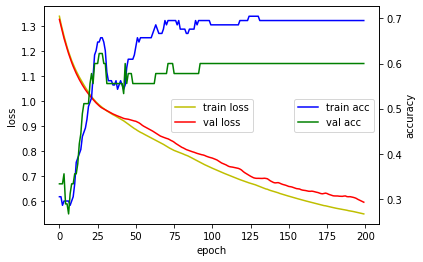 1.3
1.2
1.1
1.0
0.9
0.8
0.7
0.6
loss
0.7
0.6
0.5
0.4
0.3
accuracy
train loss
val loss
train acc
val acc
0 25 50 75 100 125 150 175 200
epoch